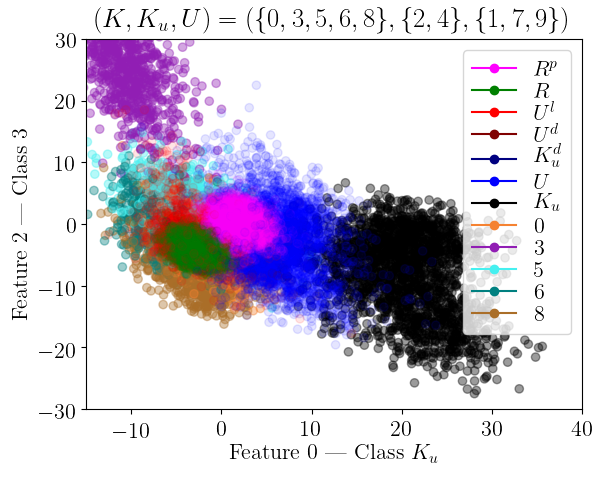 (K, K_u, U) = ({0, 3, 5, 6, 8}, {2, 4}, {1, 7, 9})
30
20
10
0
−10
−20
−30
Feature 2 — Class 3
R^p
R
U^l
U^d
K_u^d
U
K_u
0
3
5
6
8
−10 0 10 20 30 40
Feature 0 — Class K_u